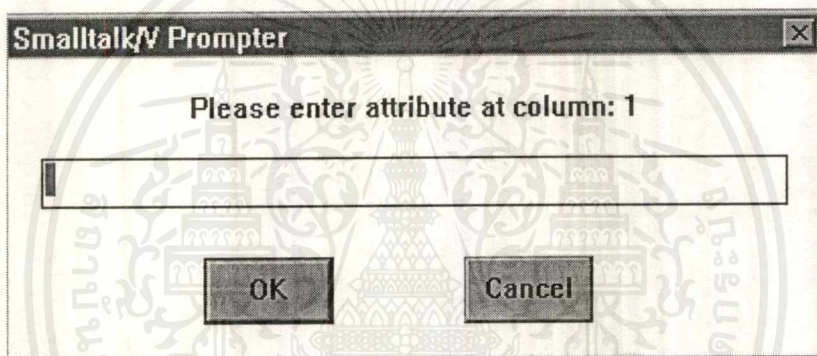 Smalltalk/V Prompter
Please enter attribute at column: 1
OK
Cancel